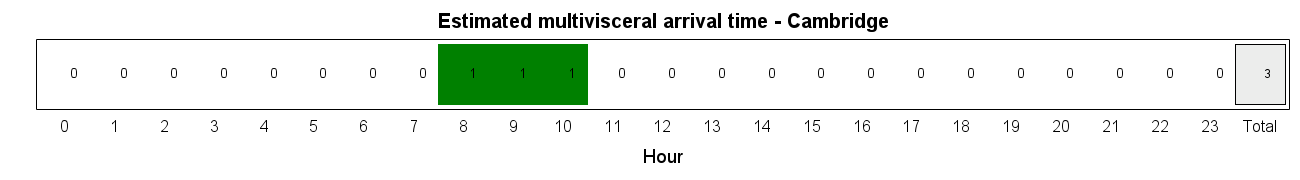 Estimated multivisceral arrival time - Cambridge
0 0 0 0 0 0 0 0 1 1 1 0 0 0 0 0 0 0 0 0 0 0 0 0 3
0 1 2 3 4 5 6 7 8 9 10 11 12 13 14 15 16 17 18 19 20 21 22 23 Total
Hour